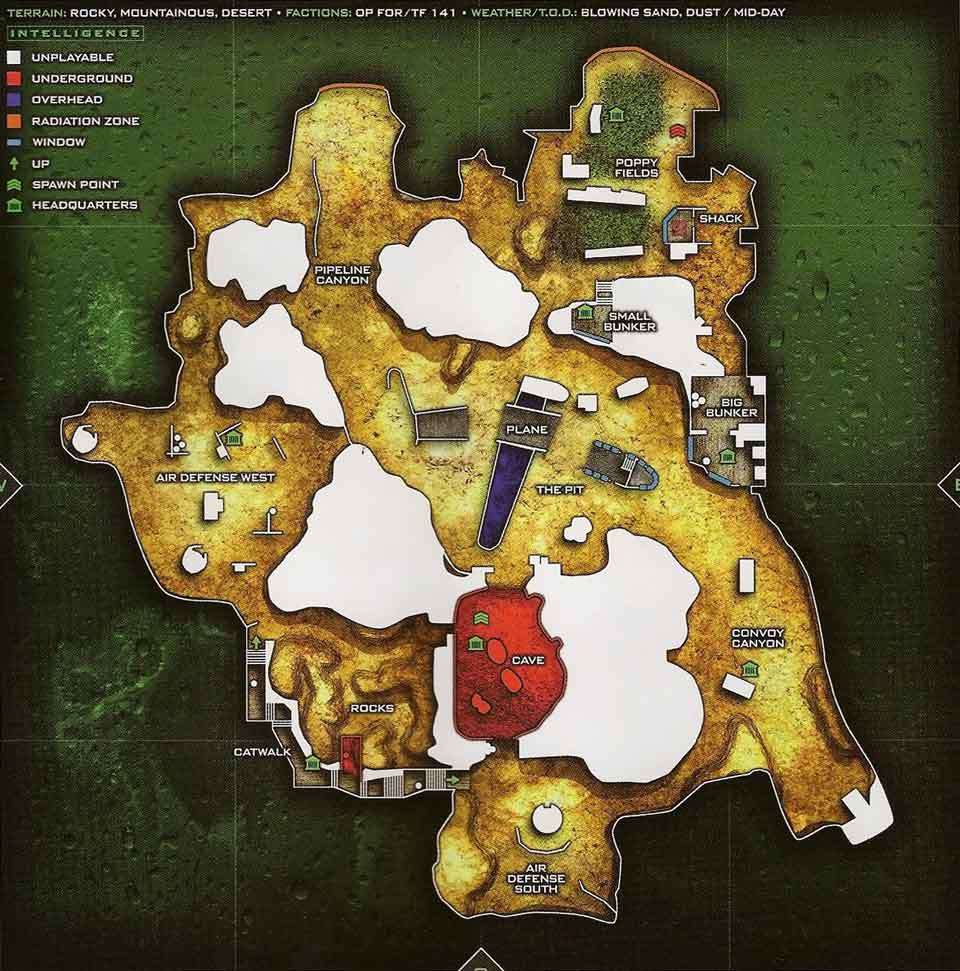 TERRAIN: ROCKY, MOUNTAINOUS, DESERT • FACTIONS: OP FOR/TF 141 • WEATHER/T.O.D.: BLOWING SAND, DUST / MID-DAY
INTELLIGENCE
UNPLAYABLE
UNDERGROUND
OVERHEAD
RADIATION ZONE
WINDOW
UP
SPAWN POINT
HEADQUARTERS
POPPY
FIELDS
SHACK
PIPELINE
CANYON
SMALL
BUNKER
BIG
BUNKER
PLANE
AIR DEFENSE WEST
THE PIT
CONVOY
CANYON
CAVE
ROCKS
CATWALK
AIR
DEFENSE
SOUTH